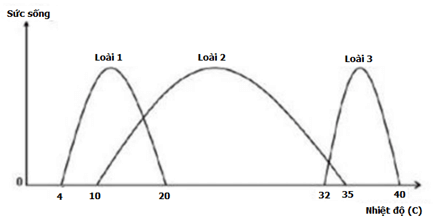 Sức sống
Loài 1
Loài 2
Loài 3
0
4
10
20
32
35
40
Nhiệt độ (C)